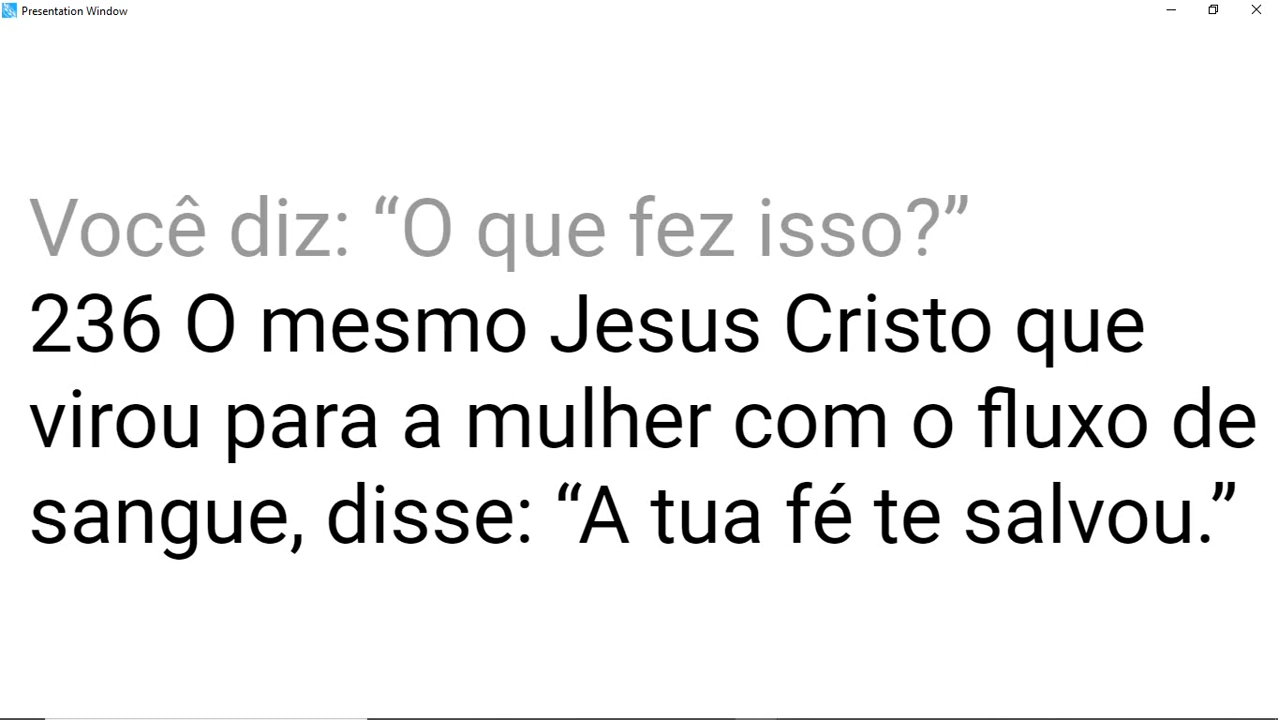 Presentation Window
Você diz: “O que fez isso?”
236 O mesmo Jesus Cristo que
virou para a mulher com o fluxo de
sangue, disse: “A tua fé te salvou.”